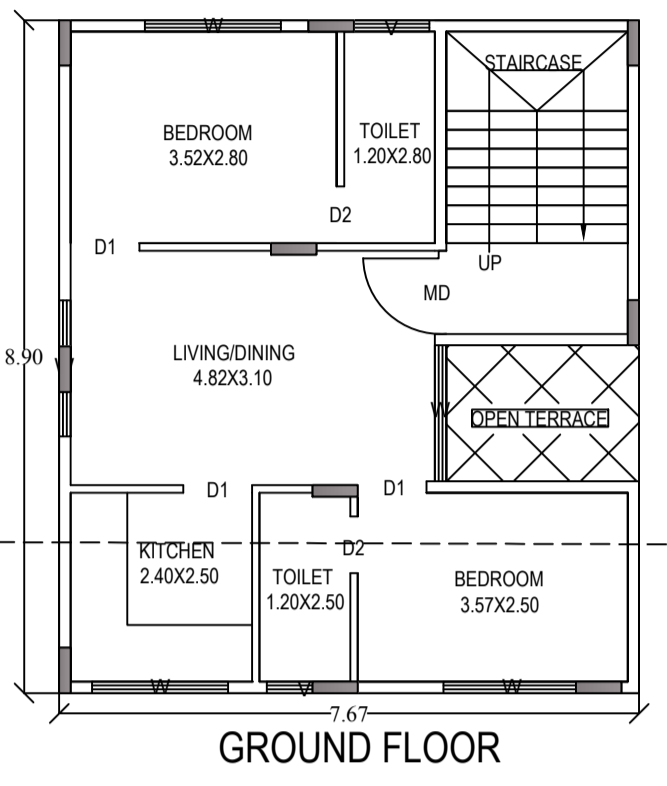 W
V
STAIRCASE
BEDROOM
3.52X2.80
TOILET
1.20X2.80
D2
D1
UP
MD
8.90
LIVING/DINING
4.82X3.10
W
W
OPEN TERRACE
D1
D1
KITCHEN
2.40X2.50
D2
TOILET
1.20X2.50
BEDROOM
3.57X2.50
W
V
W
7.67
GROUND FLOOR